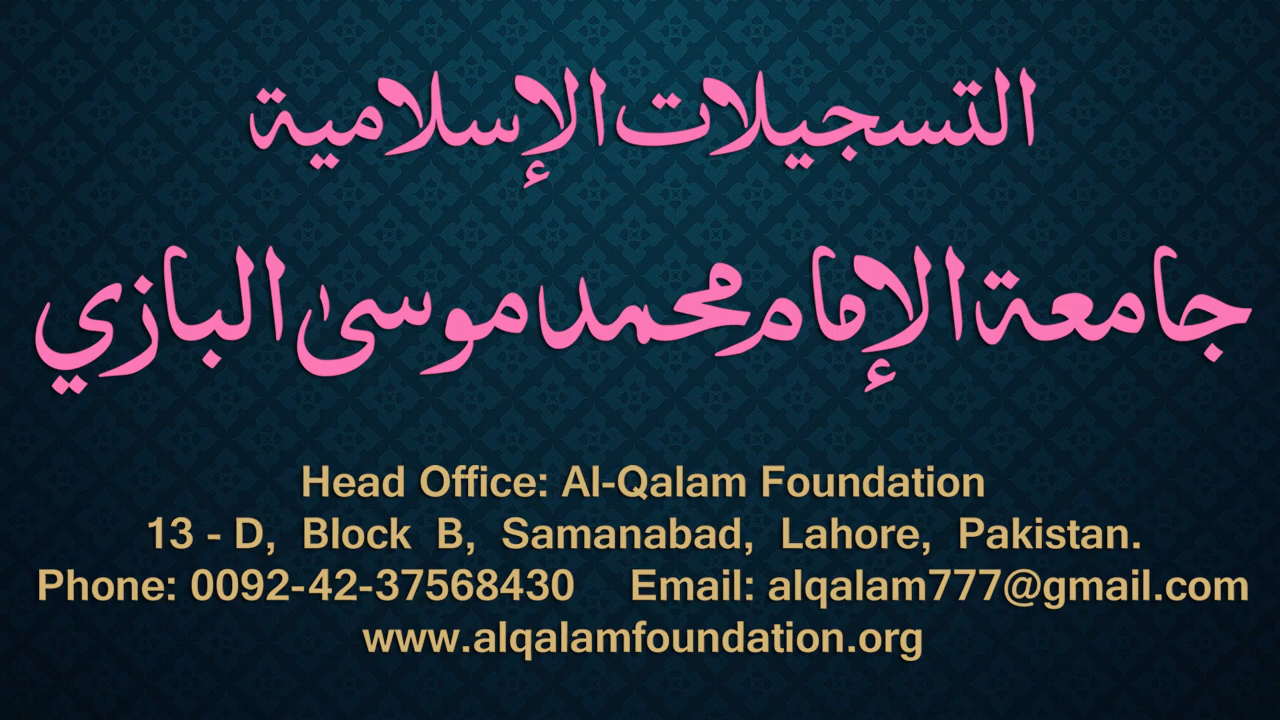 التسجيلات الإسلامية
جامعة الإمام محمد موسىٰ البازي
Head Office: Al-Qalam Foundation
13 - D, Block B, Samanabad, Lahore, Pakistan.
Phone: 0092-42-37568430 Email: alqalam777@gmail.com
www.alqalamfoundation.org